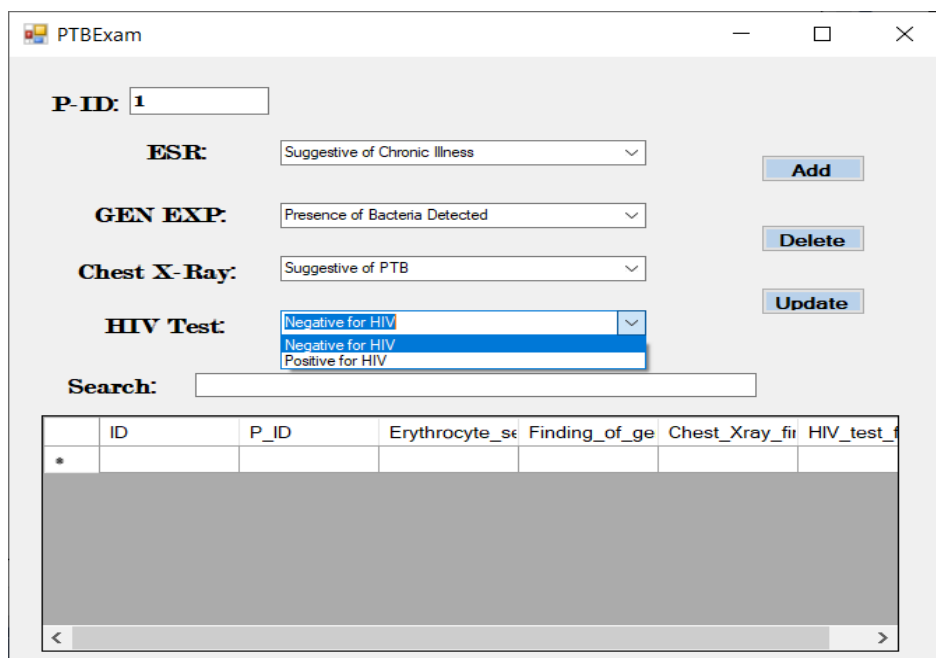 PTBExam
P-ID: 1
ESR: Suggestive of Chronic Illness
Add
GEN EXP: Presence of Bacteria Detected
Delete
Chest X-Ray: Suggestive of PTB
Update
HIV Test: Negative for HIV
Negative for HIV
Positive for HIV
Search:
ID P_ID Erythrocyte_se Finding_of_ge Chest_Xray_fir HIV_test_f
*